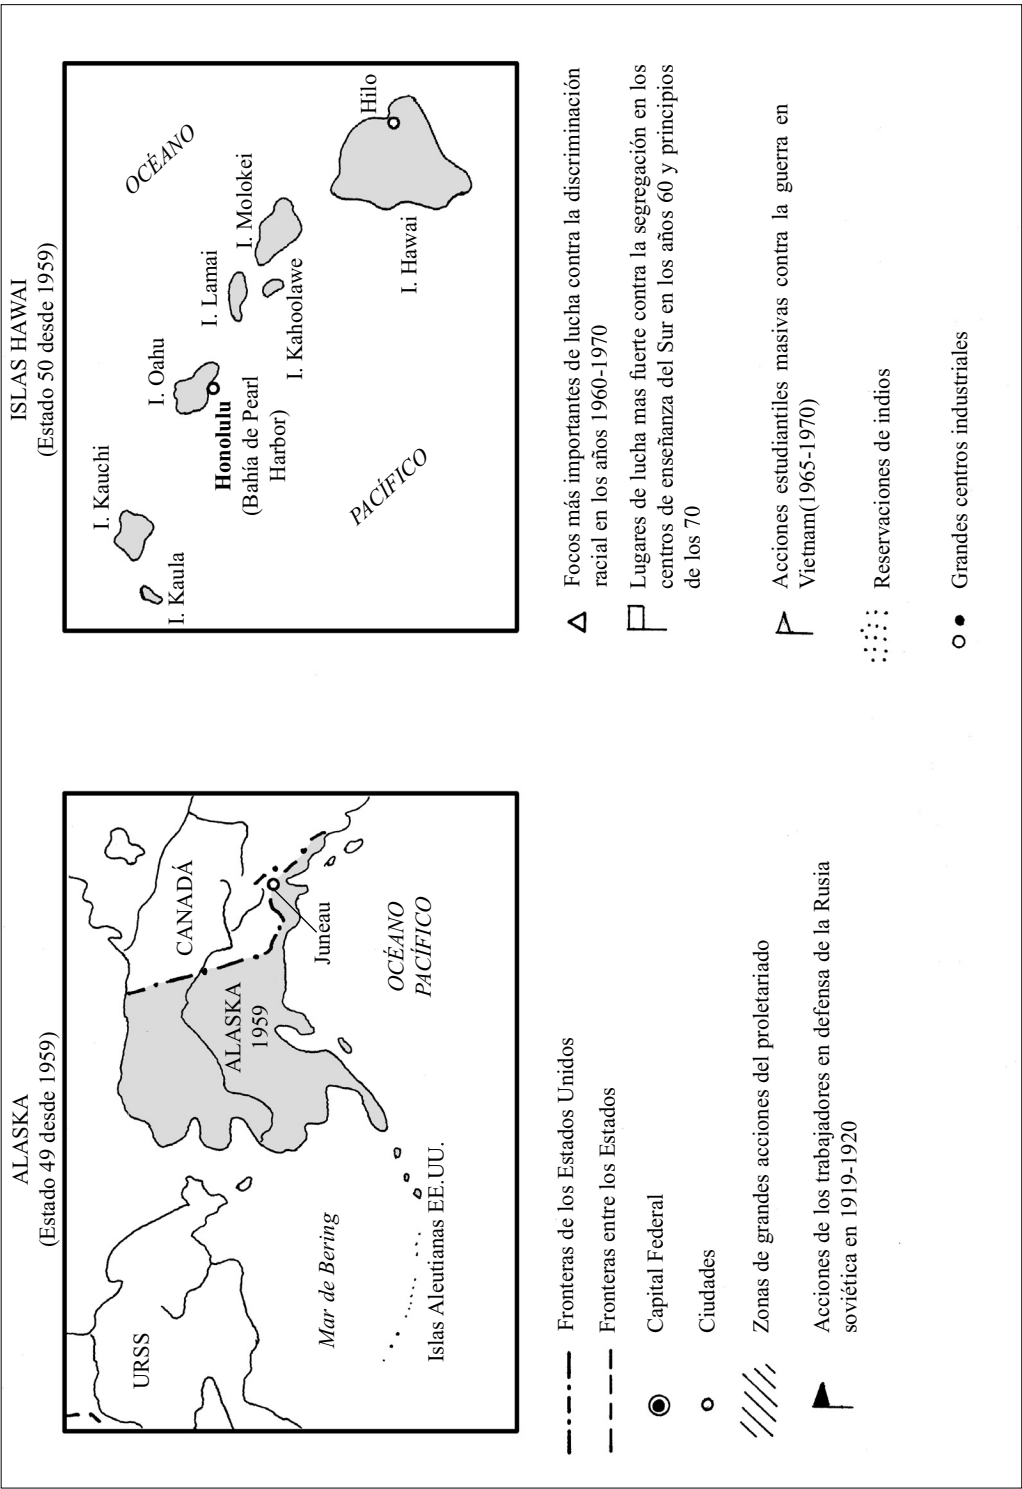 ALASKA
(Estado 49 desde 1959)
URSS
CANADÁ
ALASKA
1959
Juneau
Mar de Bering
OCÉANO
PACÍFICO
Islas Aleutianas EE.UU.
ISLAS HAWAI
(Estado 50 desde 1959)
I. Kaula
I. Kauchi
I. Oahu
Honolulu
(Bahía de Pearl
Harbor)
I. Lamai
I. Molokei
I. Kahoolawe
I. Hawai
Hilo
OCÉANO
PACÍFICO
Fronteras de los Estados Unidos
Fronteras entre los Estados
Capital Federal
Ciudades
Zonas de grandes acciones del proletariado
Acciones de los trabajadores en defensa de la Rusia
soviética en 1919-1920
Focos más importantes de lucha contra la discriminación
racial en los años 1960-1970
Lugares de lucha mas fuerte contra la segregación en los
centros de enseñanza del Sur en los años 60 y principios
de los 70
Acciones estudiantiles masivas contra la guerra en
Vietnam(1965-1970)
Reservaciones de indios
Grandes centros industriales